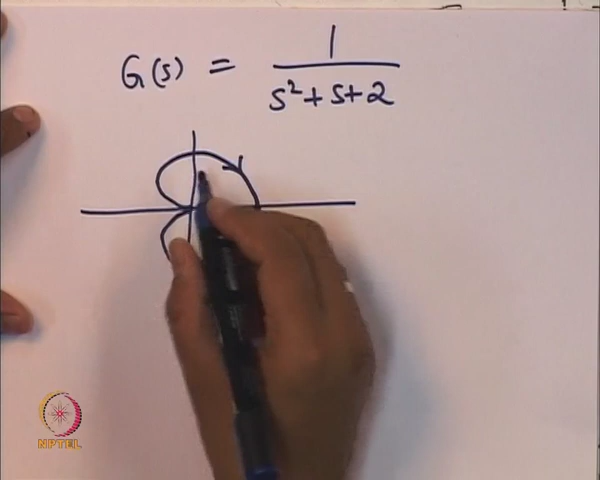 G(s) = 1 / (s² + s + 2)
NPTEL